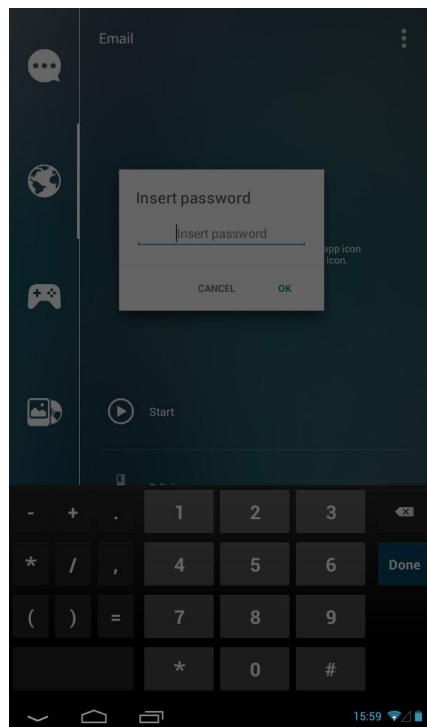 Email
Insert password
Insert password
app icon
icon.
CANCEL OK
Start
- + . 1 2 3
* / , 4 5 6 Done
( ) = 7 8 9
* 0 #
15:59